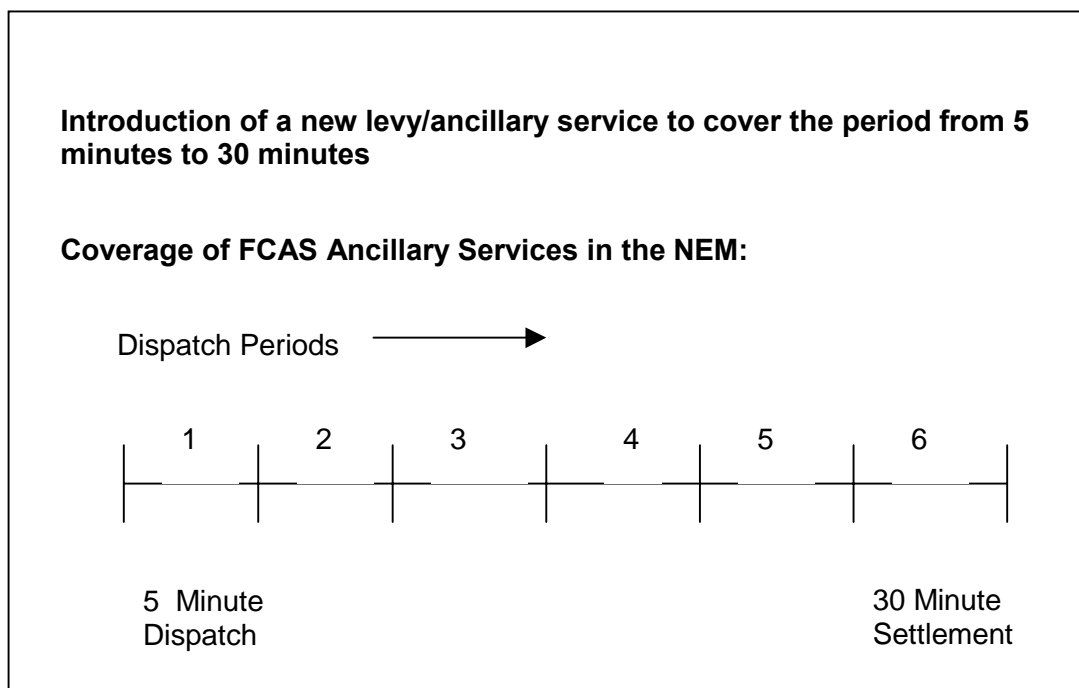 Introduction of a new levy/ancillary service to cover the period from 5
minutes to 30 minutes
Coverage of FCAS Ancillary Services in the NEM:
Dispatch Periods
1 2 3 4 5 6
5 Minute
Dispatch
30 Minute
Settlement